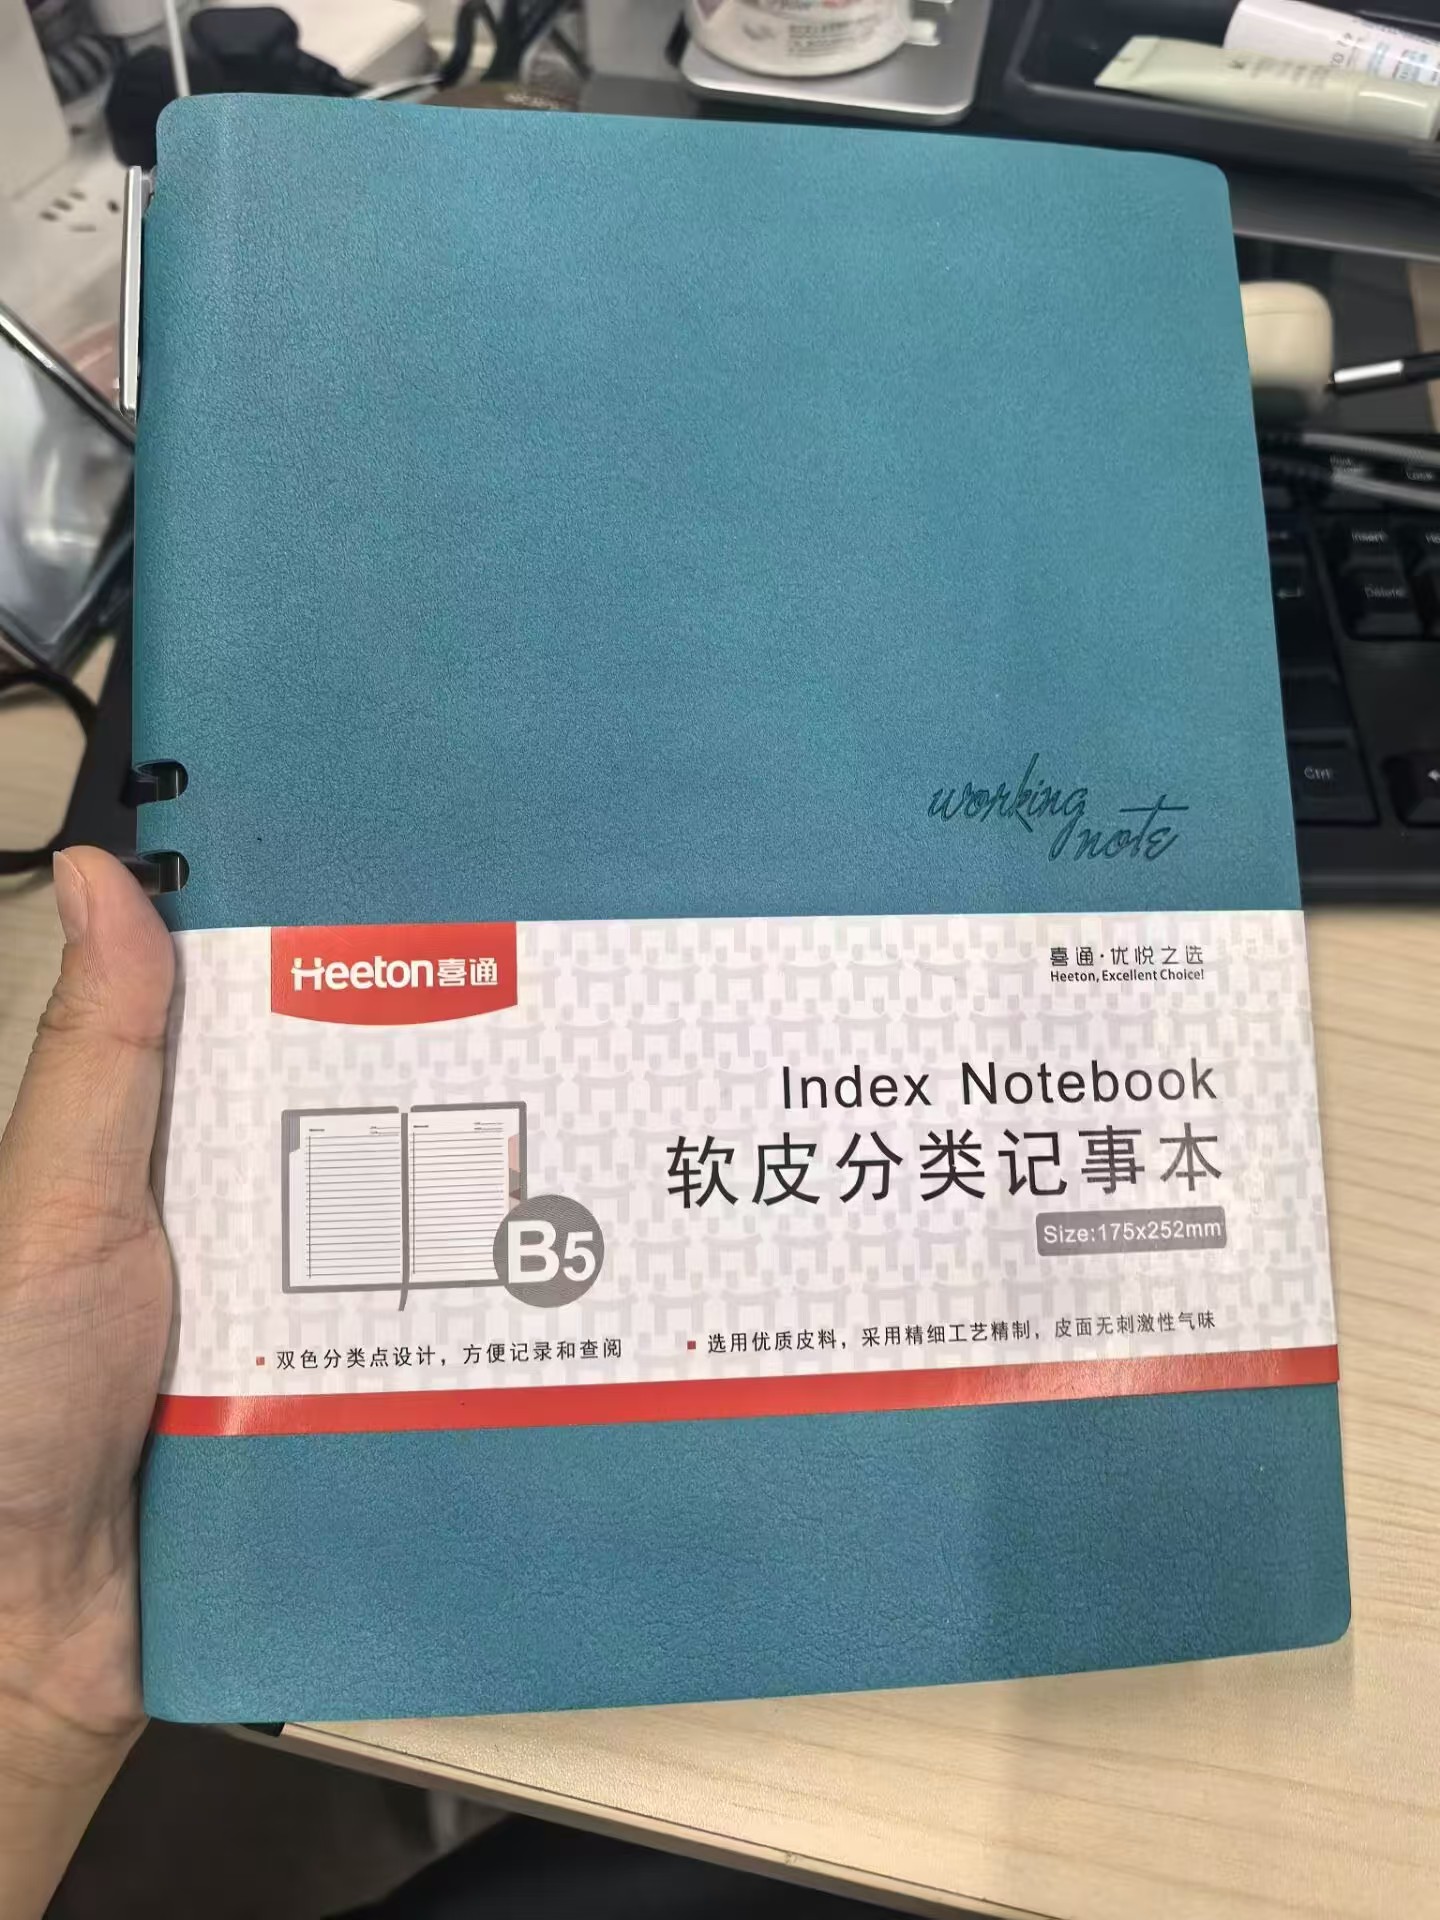 working
note
Heeton喜通
喜通·优悦之选
Heeton, Excellent Choice!
Index Notebook
软皮分类记事本
Size:175x252mm
B5
双色分类点设计，方便记录和查阅
选用优质皮料，采用精细工艺精制，皮面无刺激性气味
Insert
Delete
Ctrl